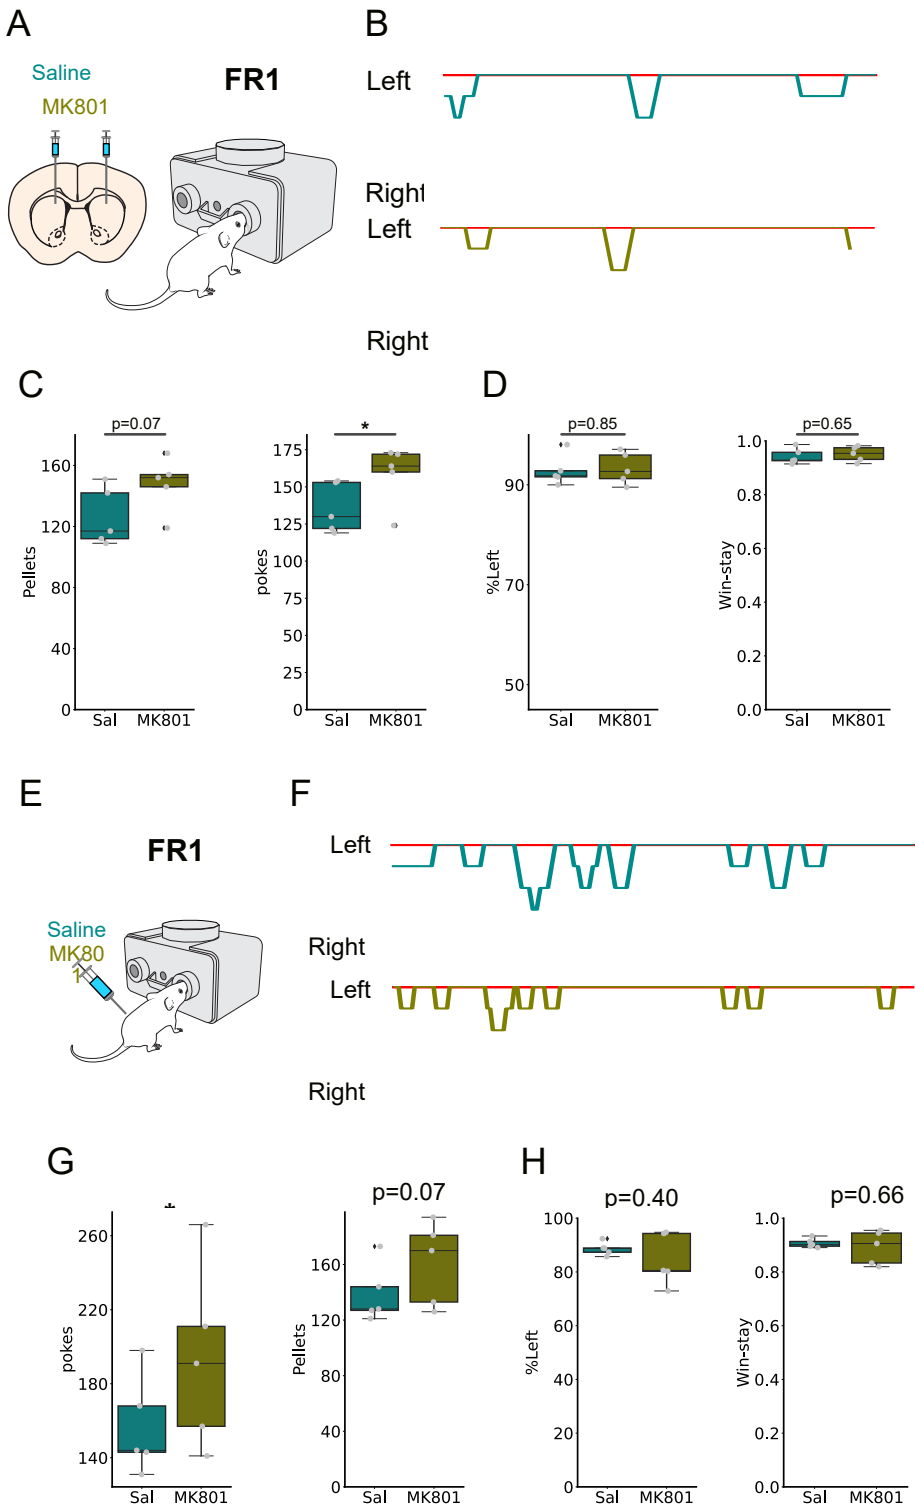 A
Saline
MK801
FR1
B
Left
Right
Left
Right
C
p=0.07
160
120
80
40
0
Pellets
Sal
MK801
*
175
150
125
100
75
50
25
0
pokes
Sal
MK801
D
p=0.85
90
70
50
%Left
Sal
MK801
p=0.65
1.0
0.8
0.6
0.4
0.2
0.0
Win-stay
Sal
MK801
E
FR1
Saline
MK80
1
F
Left
Right
Left
Right
G
*
260
220
180
140
pokes
Sal
MK801
p=0.07
160
120
80
40
0
Pellets
Sal
MK801
H
p=0.40
100
80
60
40
20
0
%Left
Sal
MK801
p=0.66
1.0
0.8
0.6
0.4
0.2
0.0
Win-stay
Sal
MK801